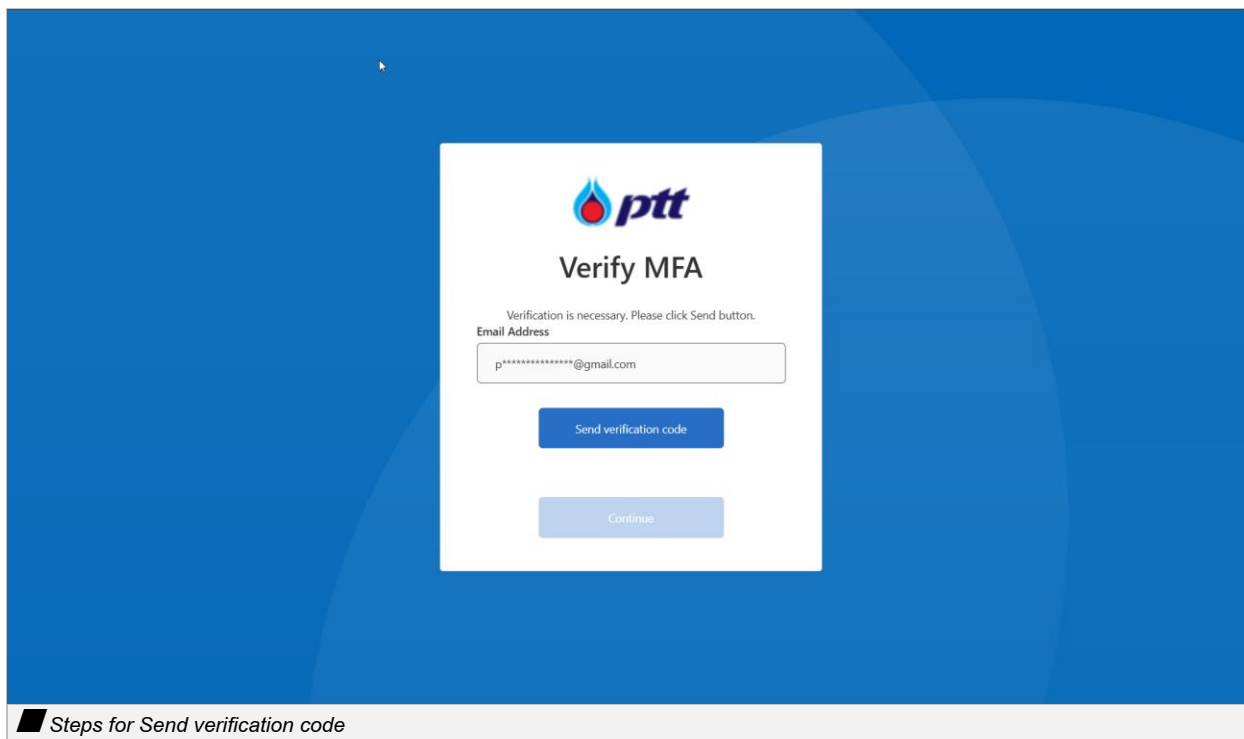 ptt
Verify MFA
Verification is necessary. Please click Send button.
Email Address
p***************@gmail.com
Send verification code
Continue
Steps for Send verification code